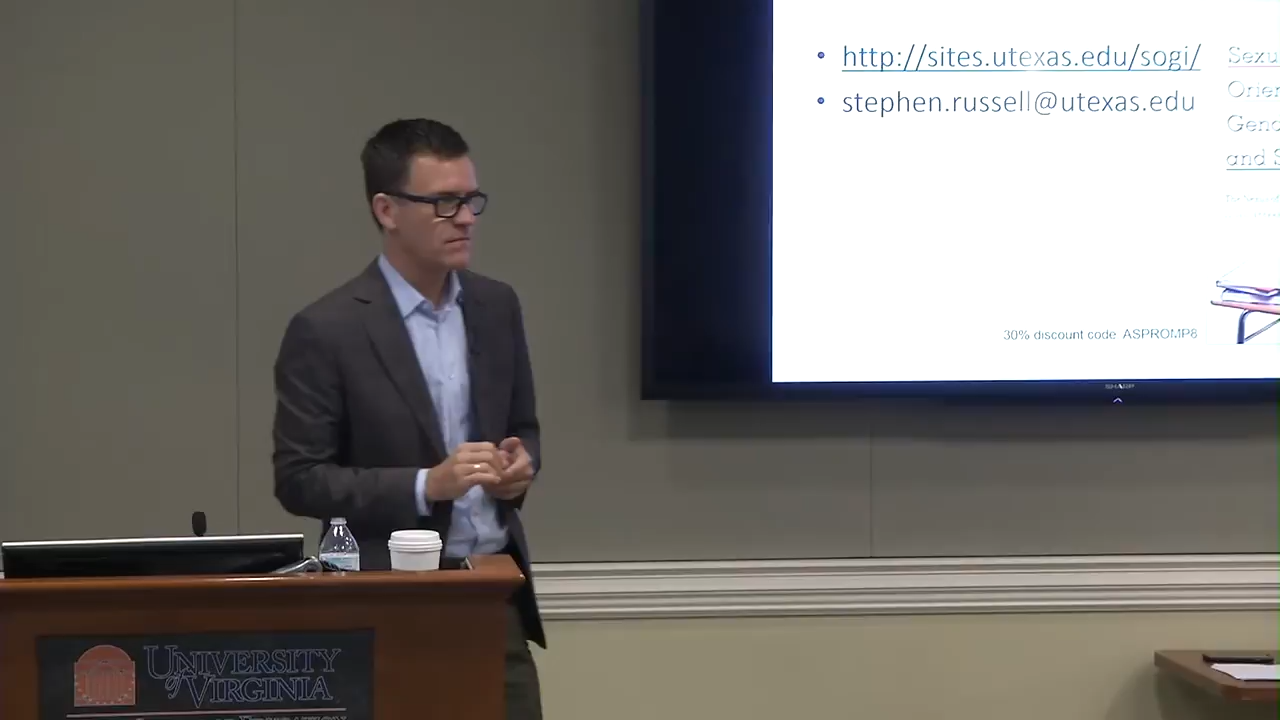 http://sites.utexas.edu/sogi/
stephen.russell@utexas.edu
Sexu
Orien
Gend
and S
30% discount code ASPROMP8
SHARP
UNIVERSITY
of VIRGINIA